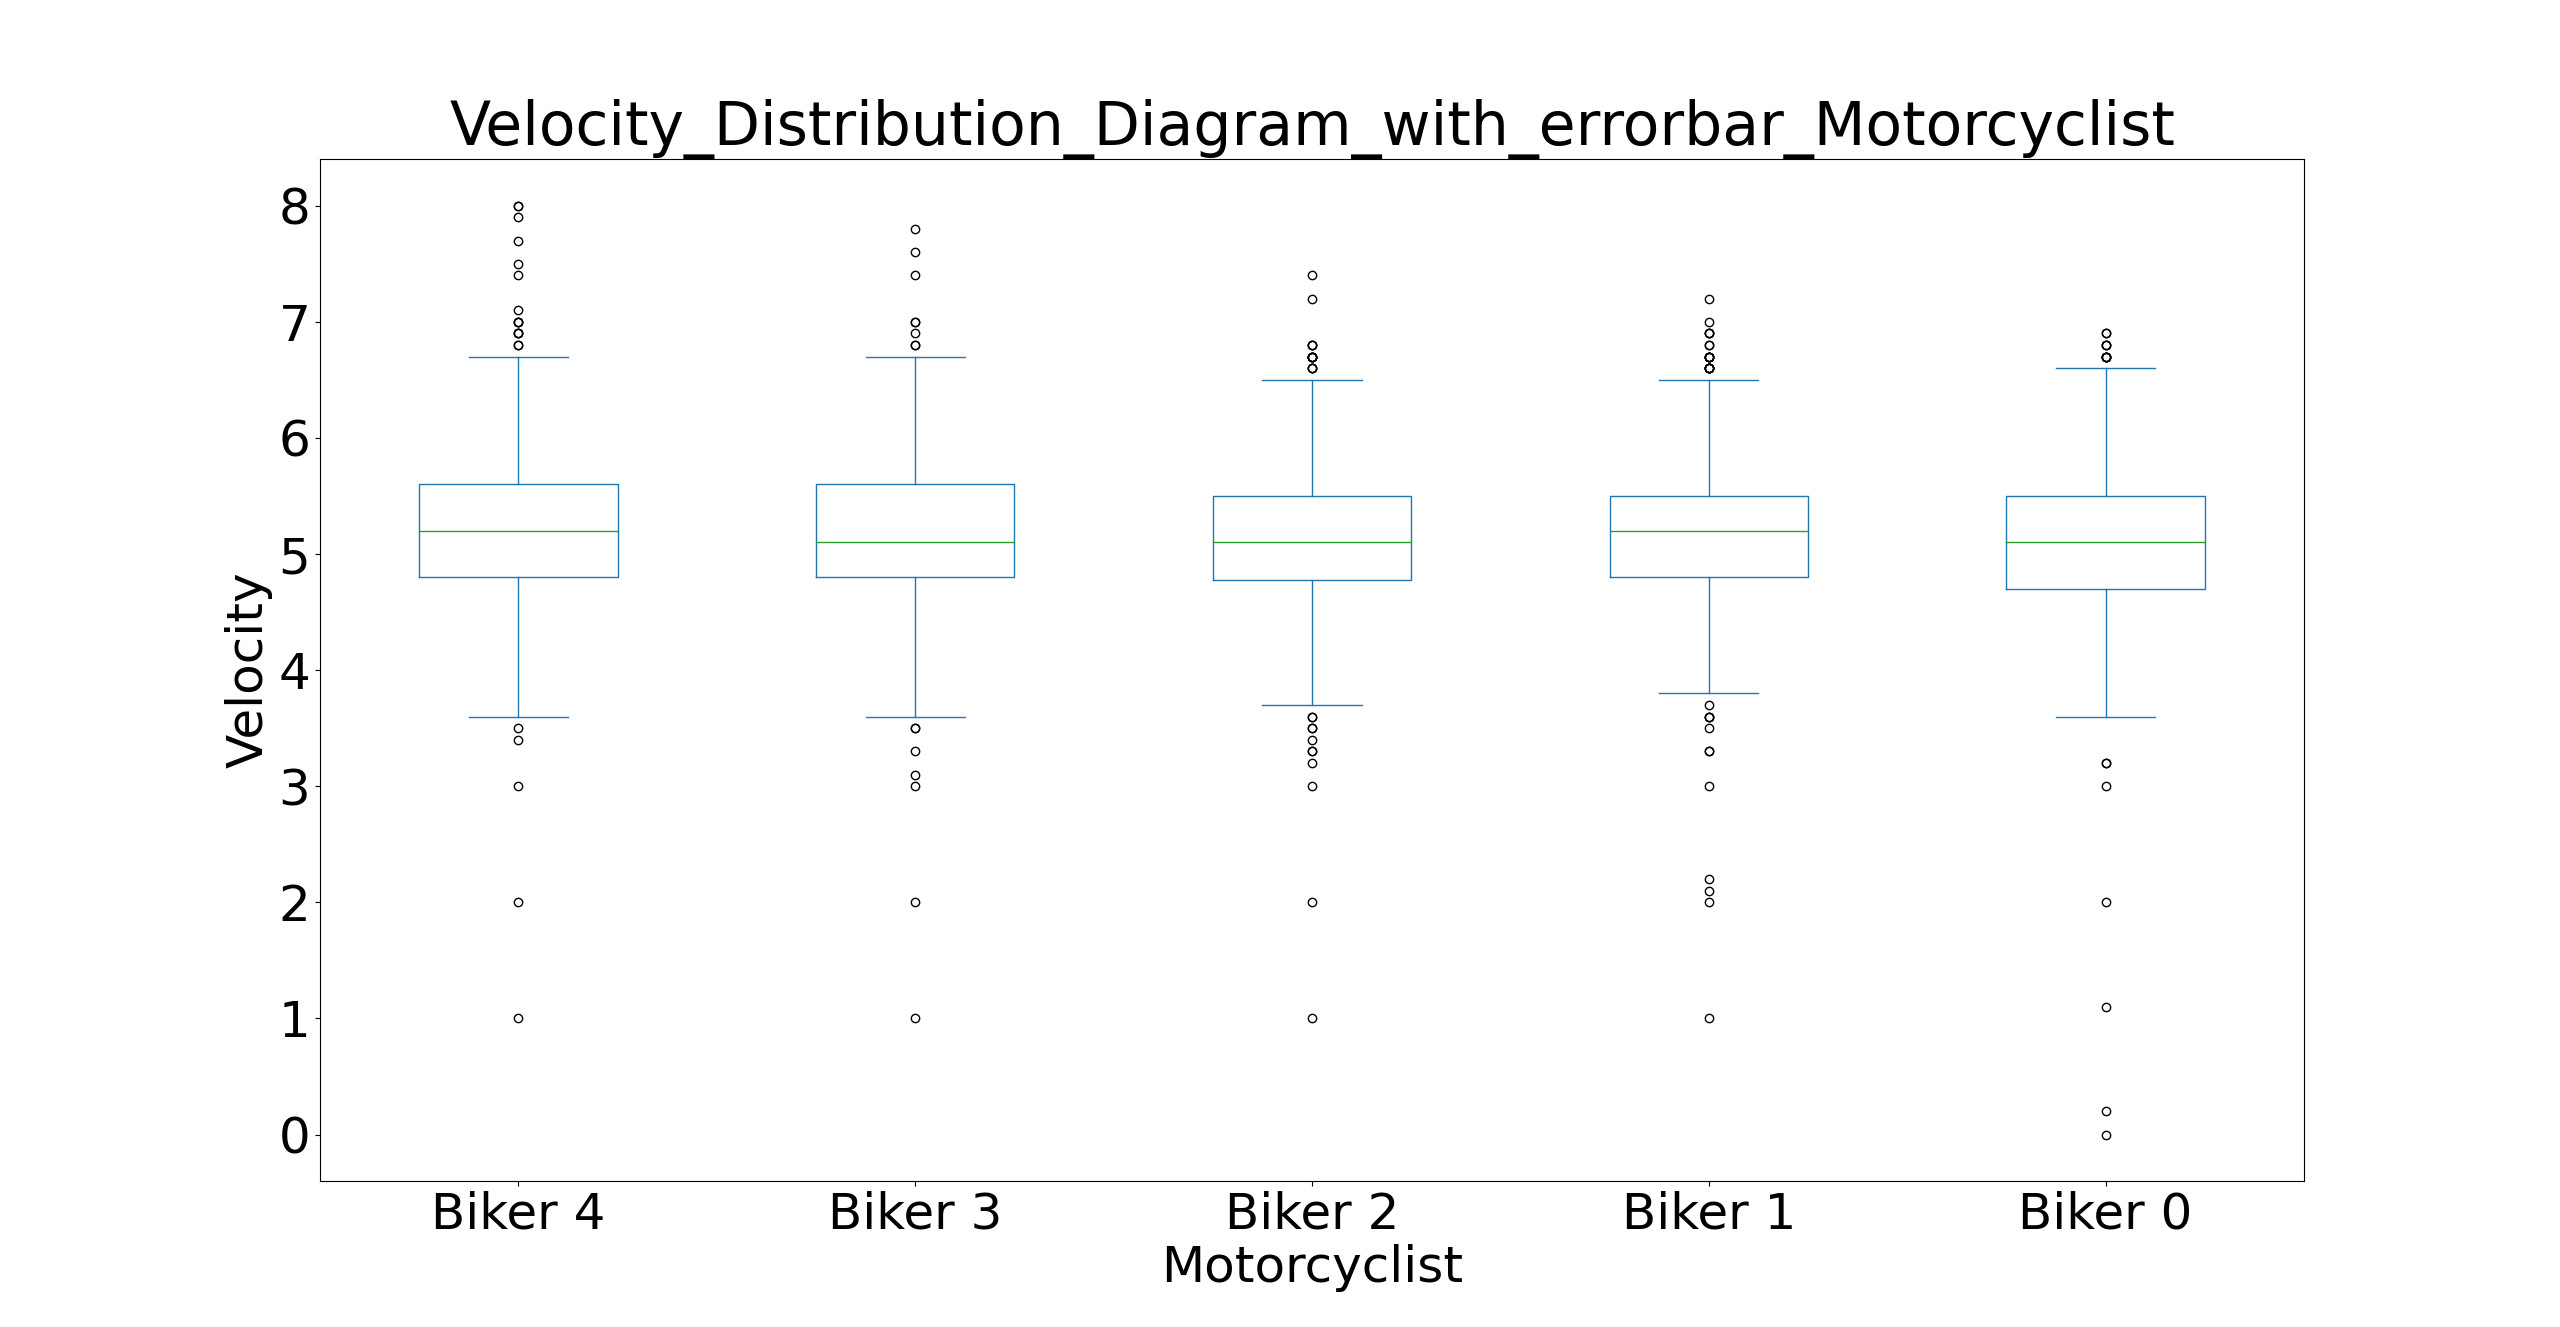 Velocity_Distribution_Diagram_with_errorbar_Motorcyclist
8
7
6
5
4
3
2
1
0
Velocity
Biker 4 Biker 3 Biker 2 Biker 1 Biker 0
Motorcyclist